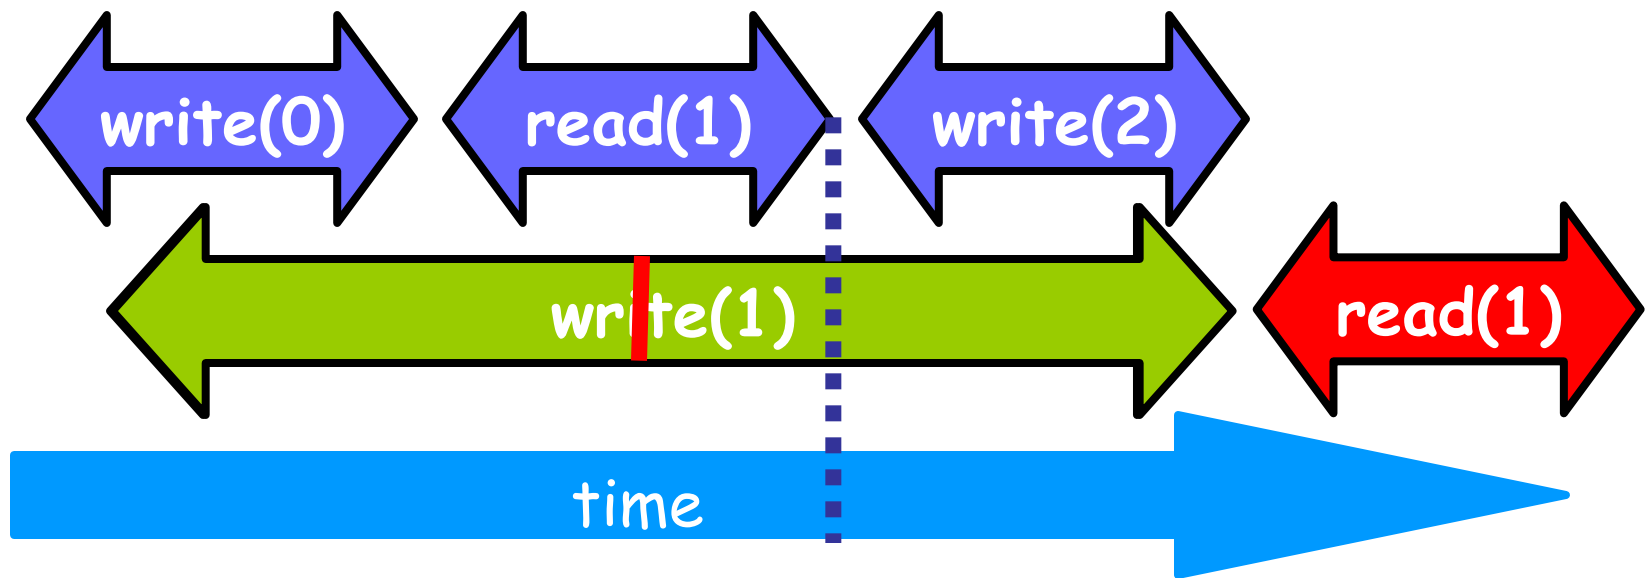 write(0) read(1) write(2)
write(1) read(1)
time